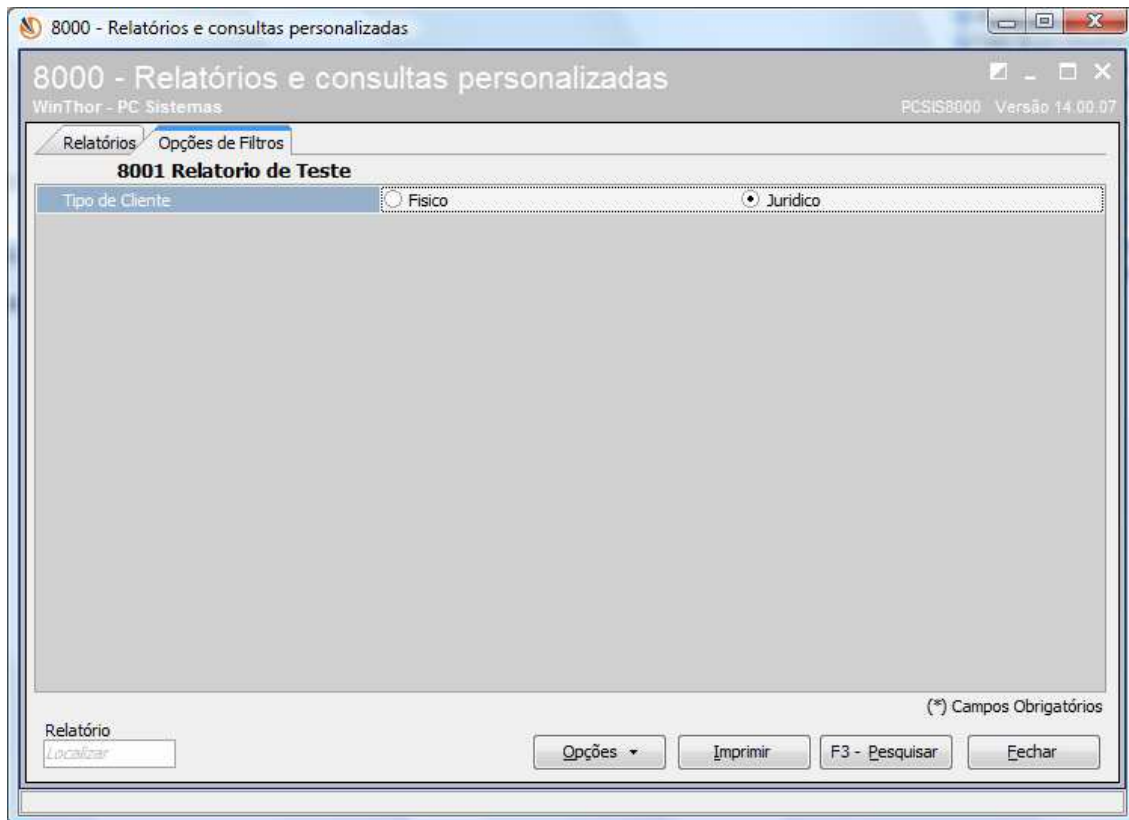 8000 - Relatórios e consultas personalizadas
8000 - Relatórios e consultas personalizadas
WinThor - PC Sistemas
PCSIS8000 Versão 14.00.07
Relatórios
Opções de Filtros
8001 Relatorio de Teste
Tipo de Cliente
Fisico
Juridico
(*) Campos Obrigatórios
Relatório
Localizar
Opções
Imprimir
F3 - Pesquisar
Fechar